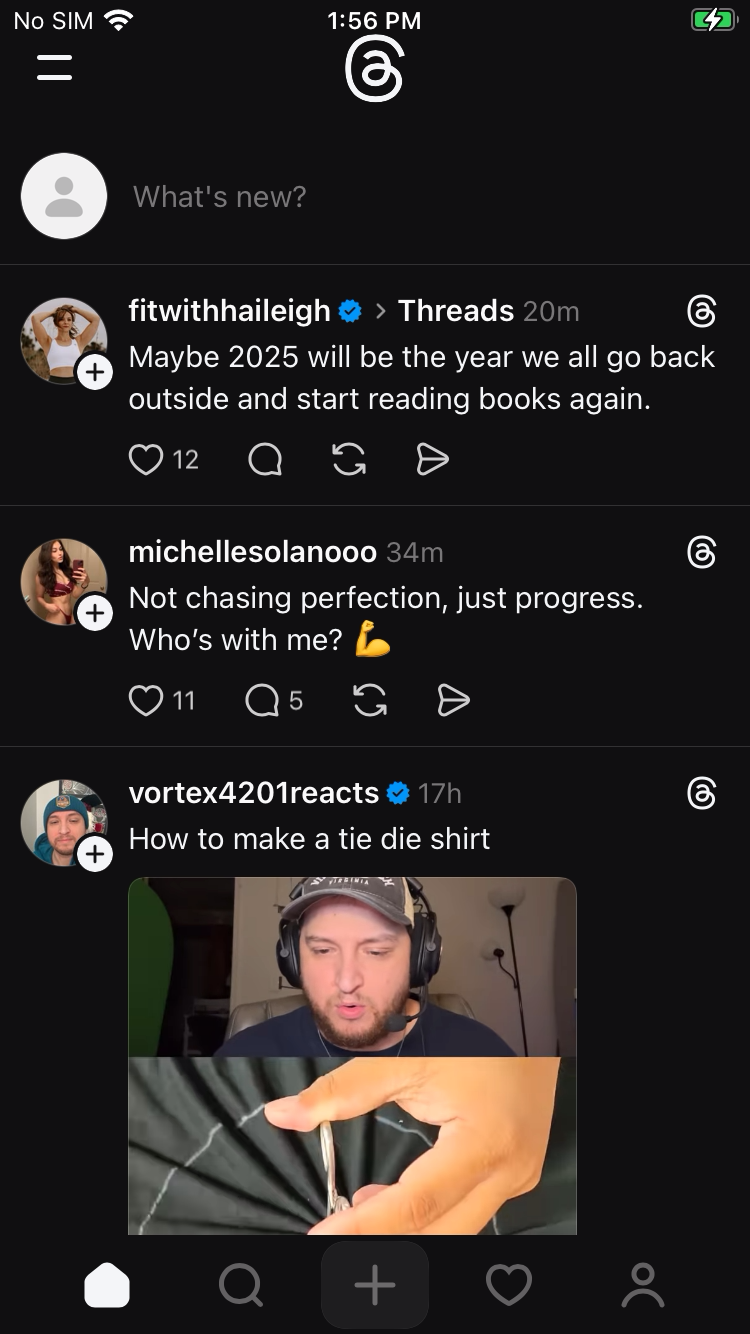 No SIM 1:56 PM
What's new?
fitwithhaileigh > Threads 20m
Maybe 2025 will be the year we all go back
outside and start reading books again.
12
michellesolanooo 34m
Not chasing perfection, just progress.
Who’s with me? 💪
11 5
vortex4201reacts 17h
How to make a tie die shirt
VIRGINIA